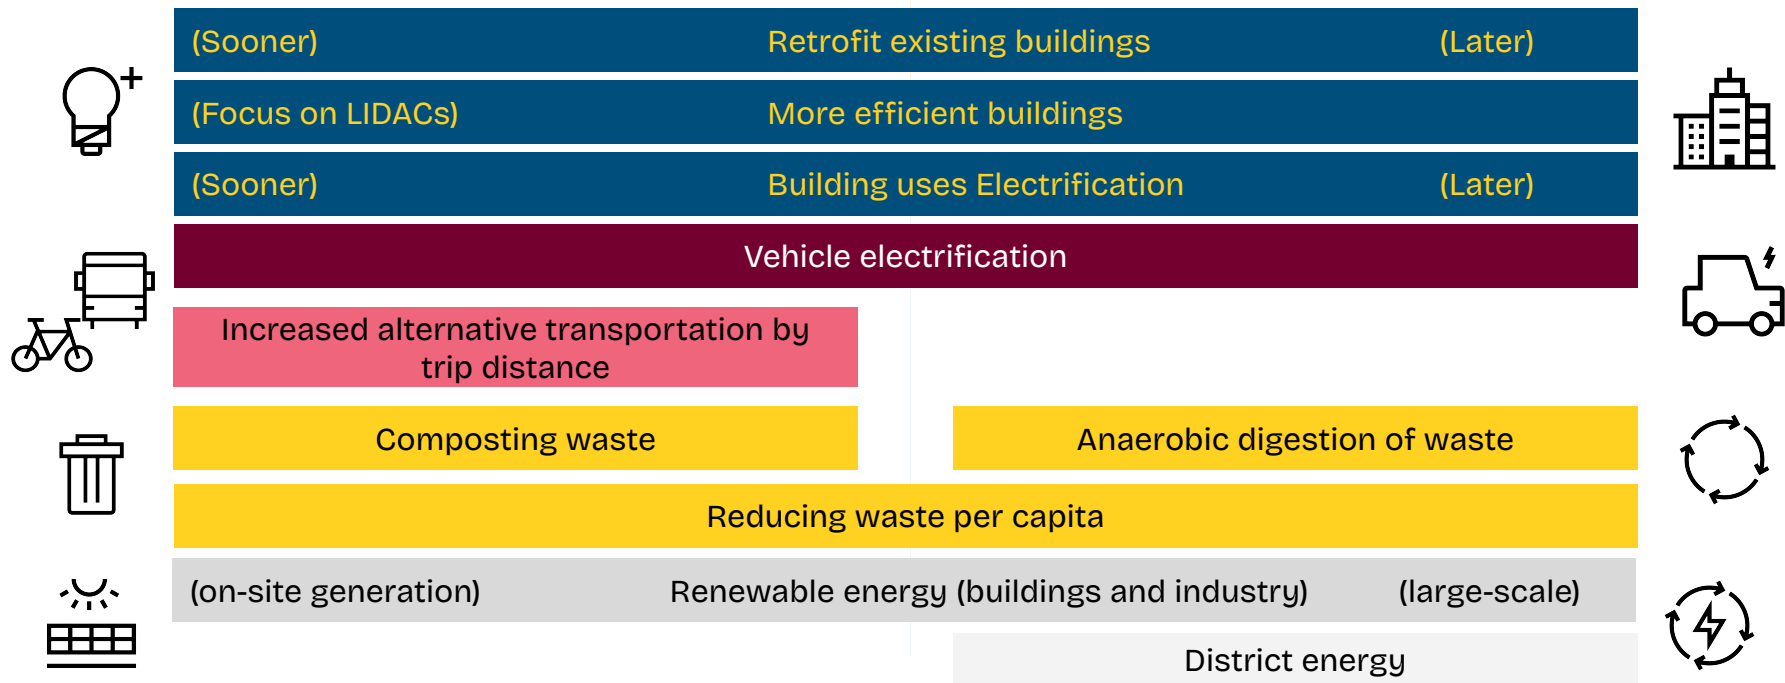 (Sooner) Retrofit existing buildings (Later)
(Focus on LIDACs) More efficient buildings
(Sooner) Building uses Electrification (Later)
Vehicle electrification
Increased alternative transportation by
trip distance
Composting waste Anaerobic digestion of waste
Reducing waste per capita
(on-site generation) Renewable energy (buildings and industry) (large-scale)
District energy